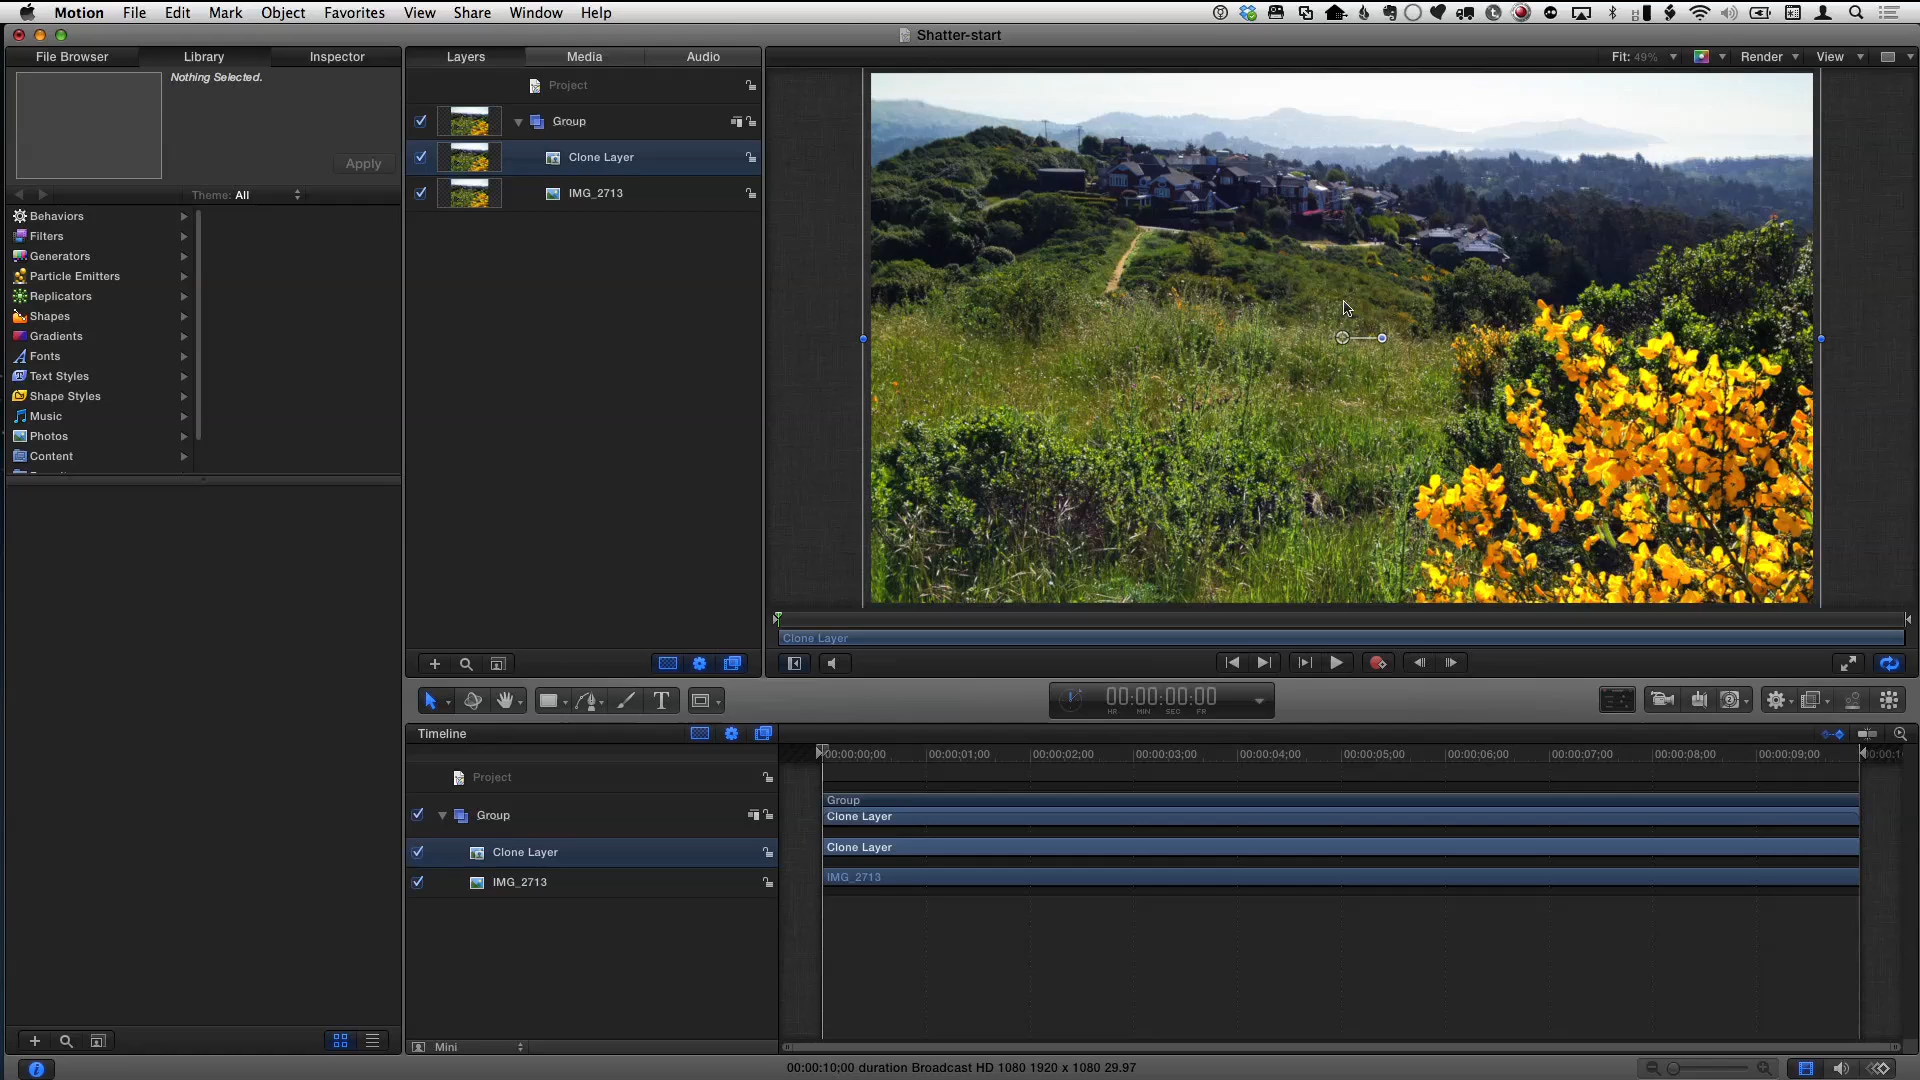 Motion File Edit Mark Object Favorites View Share Window Help
Shatter-start
File Browser Library Inspector
Nothing Selected.
Apply
Theme: All
Behaviors
Filters
Generators
Particle Emitters
Replicators
Shapes
Gradients
Fonts
Text Styles
Shape Styles
Music
Photos
Content
Layers Media Audio
Project
Group
Clone Layer
IMG_2713
Fit: 49% Render View
Clone Layer
00:00:00;00
HR MIN SEC FR
Timeline
Project
Group
Clone Layer
IMG_2713
00:00:00;00 00:00:01;00 00:00:02;00 00:00:03;00 00:00:04;00 00:00:05;00 00:00:06;00 00:00:07;00 00:00:08;00 00:00:09;00
Group
Clone Layer
Clone Layer
IMG_2713
Mini
00:00:10;00 duration Broadcast HD 1080 1920 x 1080 29.97